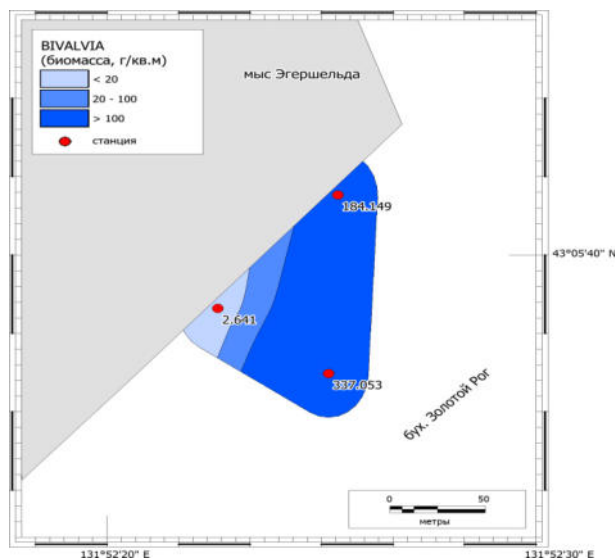 BIVALVIA
(биомасса, г/кв.м)
< 20
20 - 100
> 100
станция
мыс Эгершельда
184.149
43°05'40" N
2.641
337.053
бух. Золотой Рог
0 50
метры
131°52'20" E 131°52'30" E